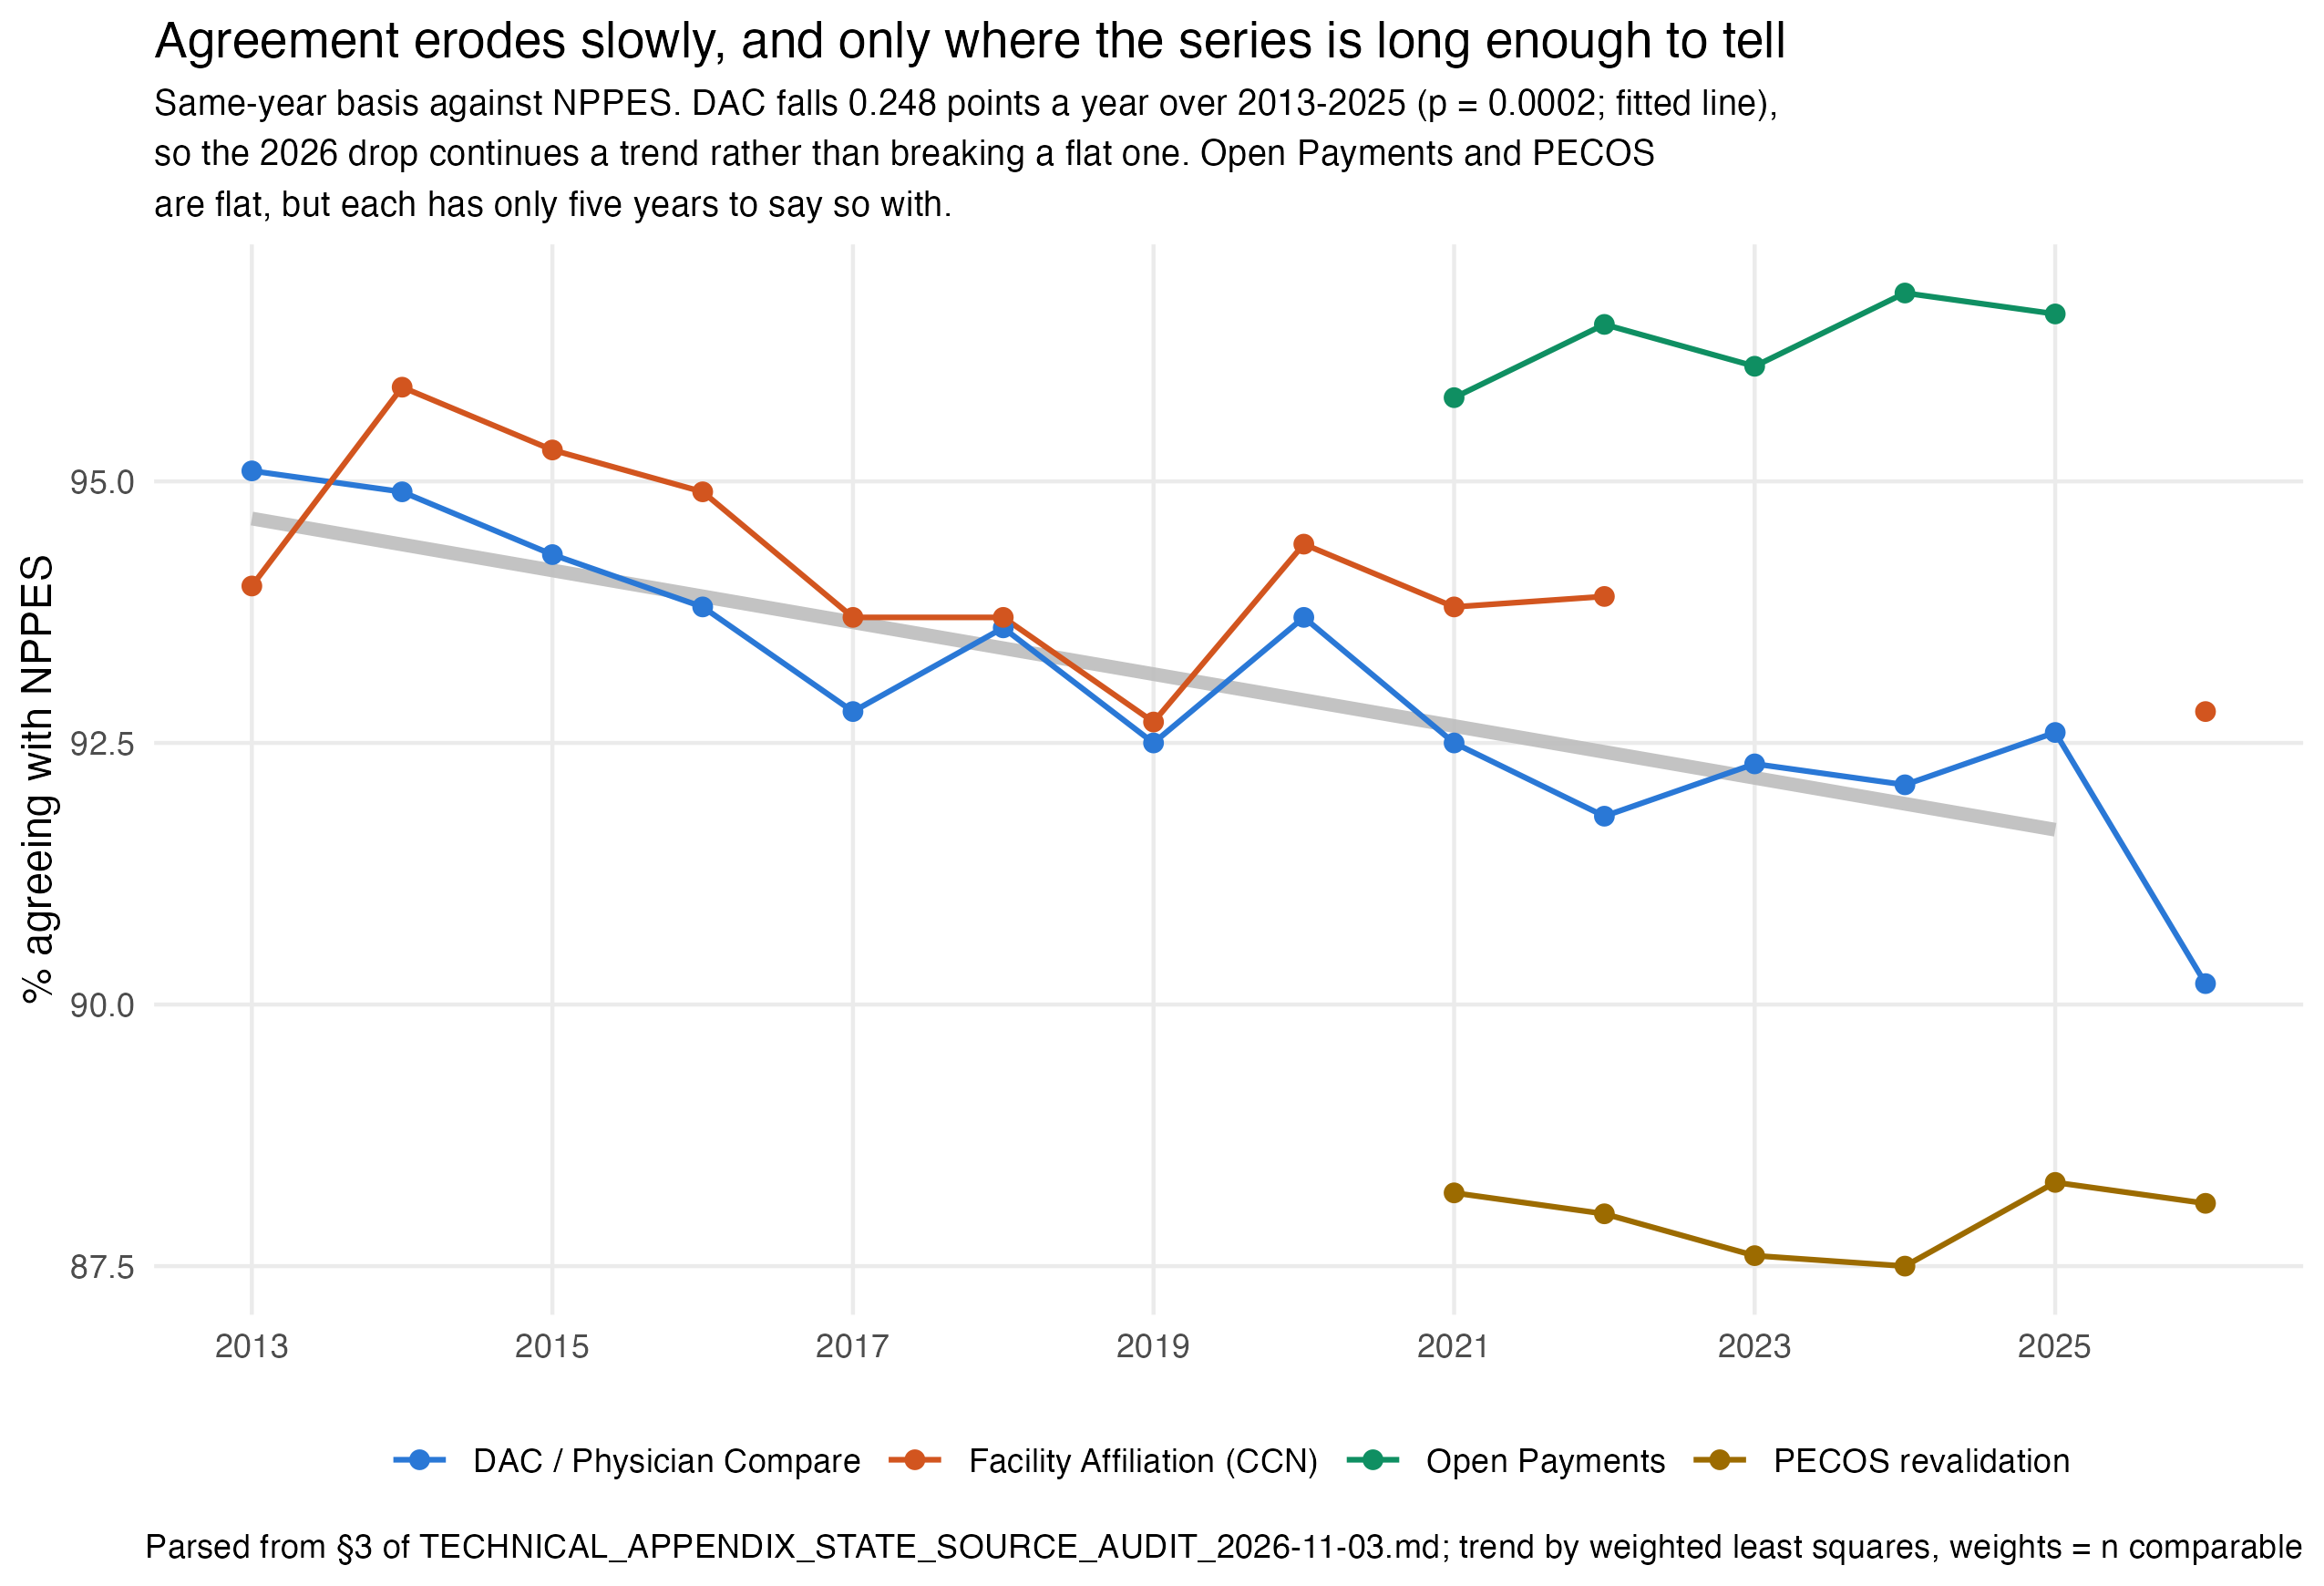 Agreement erodes slowly, and only where the series is long enough to tell
Same-year basis against NPPES. DAC falls 0.248 points a year over 2013-2025 (p = 0.0002; fitted line),
so the 2026 drop continues a trend rather than breaking a flat one. Open Payments and PECOS
are flat, but each has only five years to say so with.
% agreeing with NPPES
95.0
92.5
90.0
87.5
2013 2015 2017 2019 2021 2023 2025
DAC / Physician Compare Facility Affiliation (CCN) Open Payments PECOS revalidation
Parsed from §3 of TECHNICAL_APPENDIX_STATE_SOURCE_AUDIT_2026-11-03.md; trend by weighted least squares, weights = n comparable